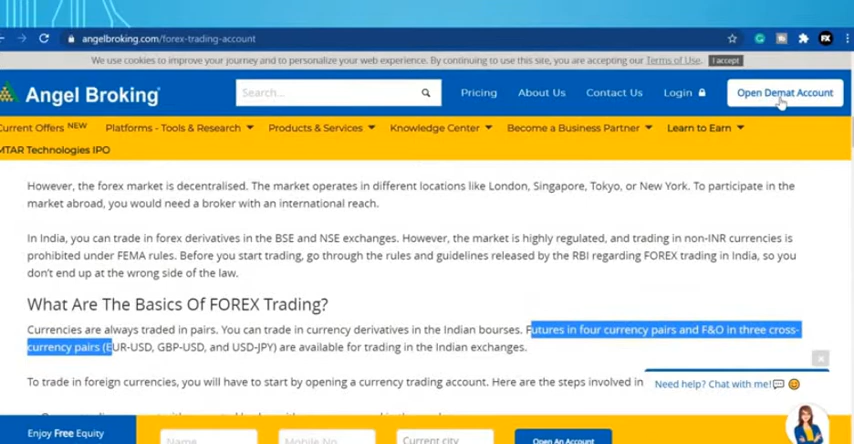 angelbroking.com/forex-trading-account
FX
We use cookies to improve your journey and to personalize your web experience. By continuing to use this site, you are accepting our Terms of Use. I accept
Angel Broking
Search...
Pricing About Us Contact Us Login Open Demat Account
Current Offers NEW Platforms - Tools & Research Products & Services Knowledge Center Become a Business Partner Learn to Earn
MTAR Technologies IPO
However, the forex market is decentralised. The market operates in different locations like London, Singapore, Tokyo, or New York. To participate in the
market abroad, you would need a broker with an international reach.
In India, you can trade in forex derivatives in the BSE and NSE exchanges. However, the market is highly regulated, and trading in non-INR currencies is
prohibited under FEMA rules. Before you start trading, go through the rules and guidelines released by the RBI regarding FOREX trading in India, so you
don't end up at the wrong side of the law.
What Are The Basics Of FOREX Trading?
Currencies are always traded in pairs. You can trade in currency derivatives in the Indian bourses. Futures in four currency pairs and F&O in three cross-
currency pairs (EUR-USD, GBP-USD, and USD-JPY) are available for trading in the Indian exchanges.
To trade in foreign currencies, you will have to start by opening a currency trading account. Here are the steps involved in
Need help? Chat with me!
Enjoy Free Equity
Name
Mobile No
Current city
Open An Account